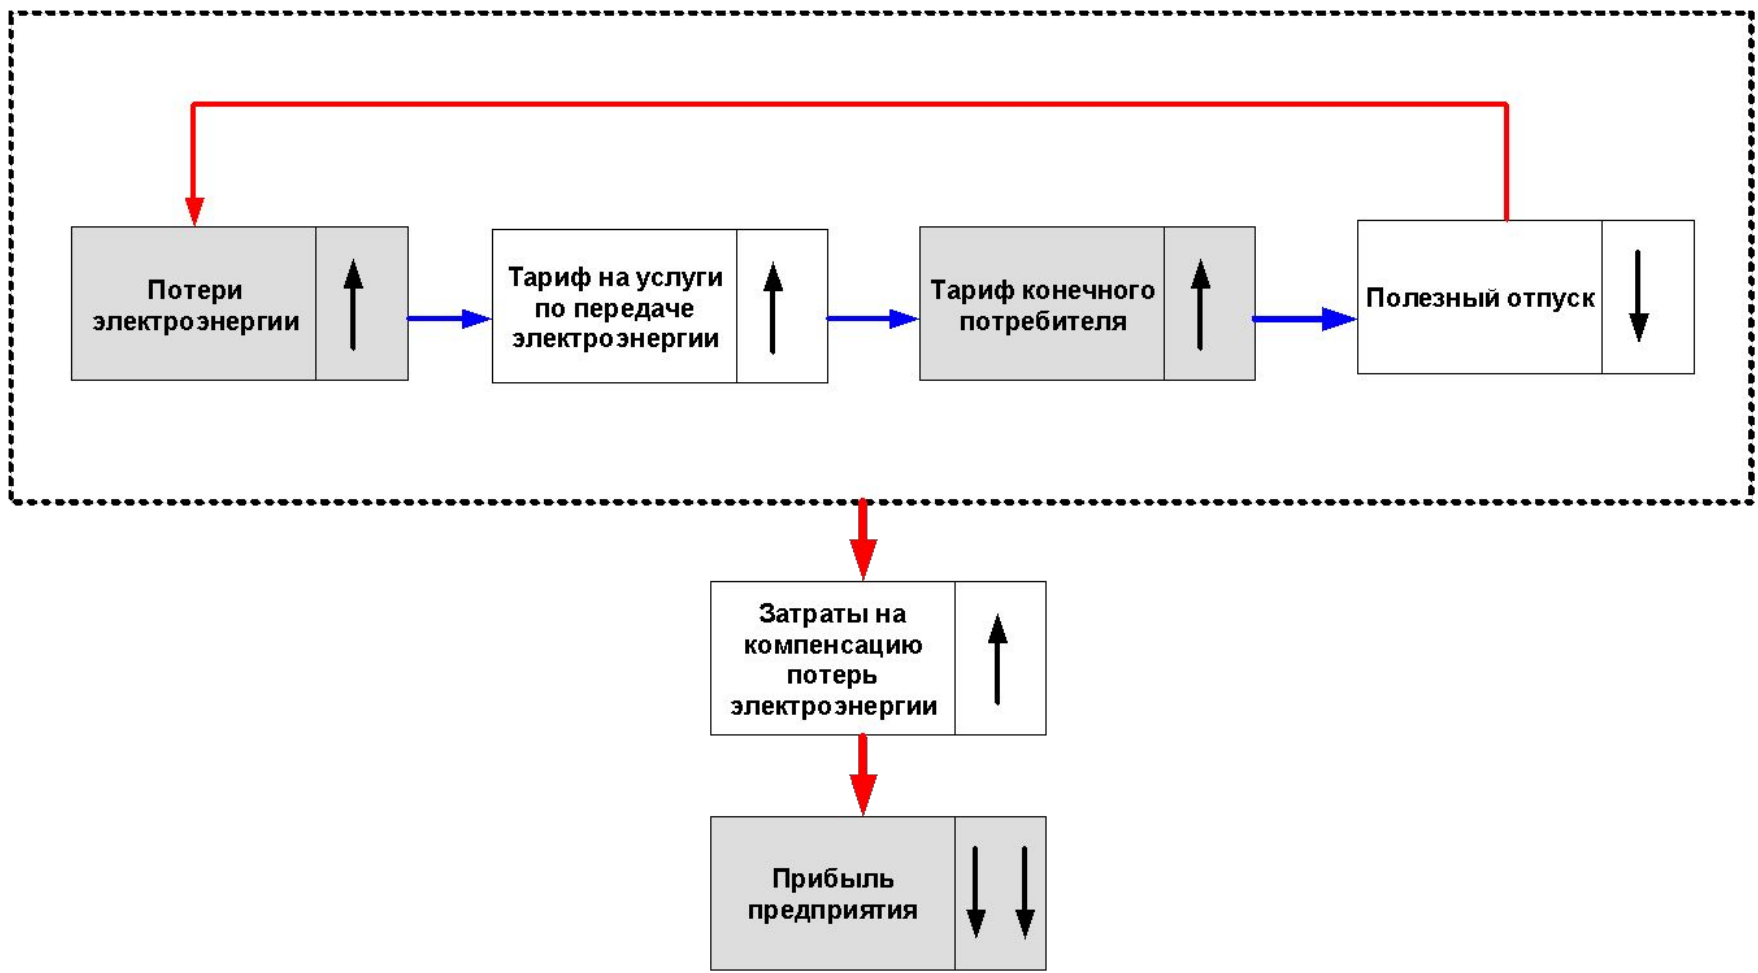 Потери
электроэнергии
Тариф на услуги
по передаче
электроэнергии
Тариф конечного
потребителя
Полезный отпуск
Затраты на
компенсацию
потерь
электроэнергии
Прибыль
предприятия